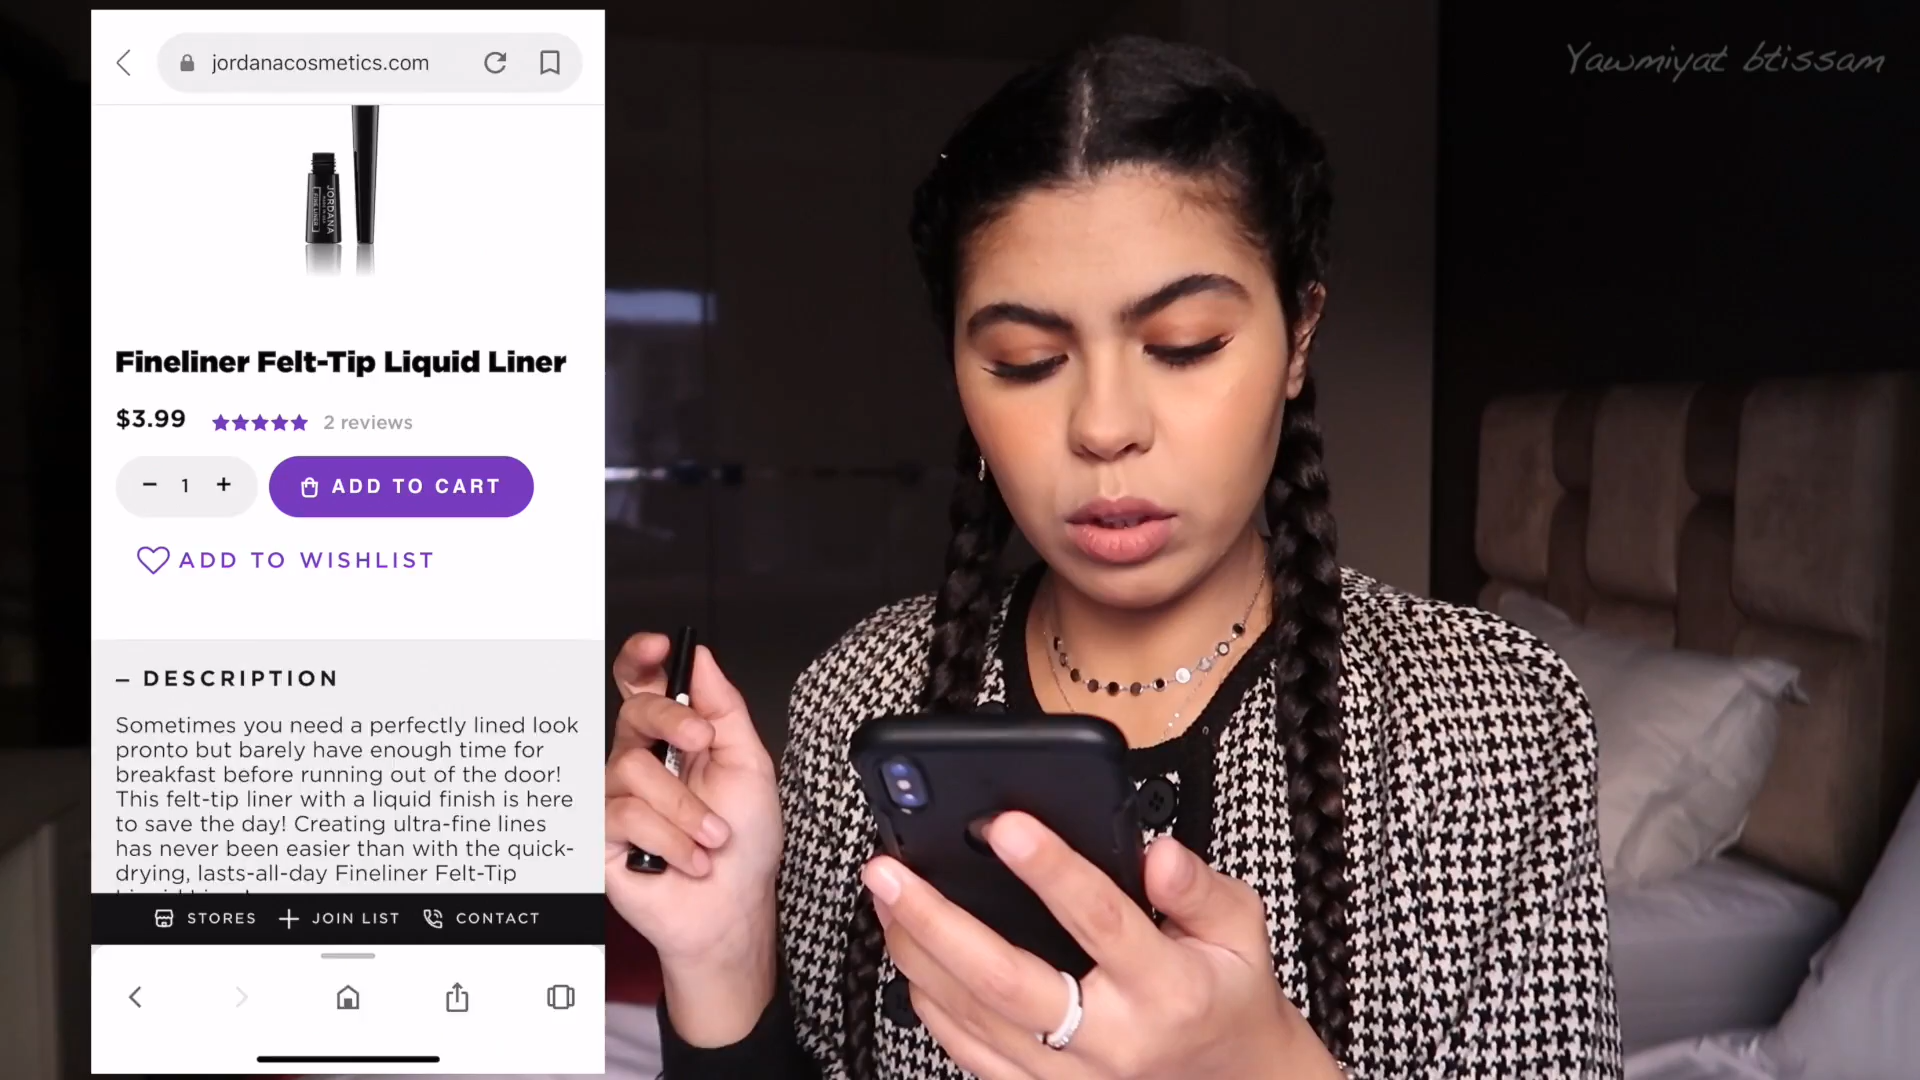 jordanacosmetics.com
Yawmiyat btissam
JORDANA
FINE LINER
Fineliner Felt-Tip Liquid Liner
$3.99
2 reviews
− 1 +
ADD TO CART
ADD TO WISHLIST
– DESCRIPTION
Sometimes you need a perfectly lined look
pronto but barely have enough time for
breakfast before running out of the door!
This felt-tip liner with a liquid finish is here
to save the day! Creating ultra-fine lines
has never been easier than with the quick-
drying, lasts-all-day Fineliner Felt-Tip
STORES
JOIN LIST
CONTACT